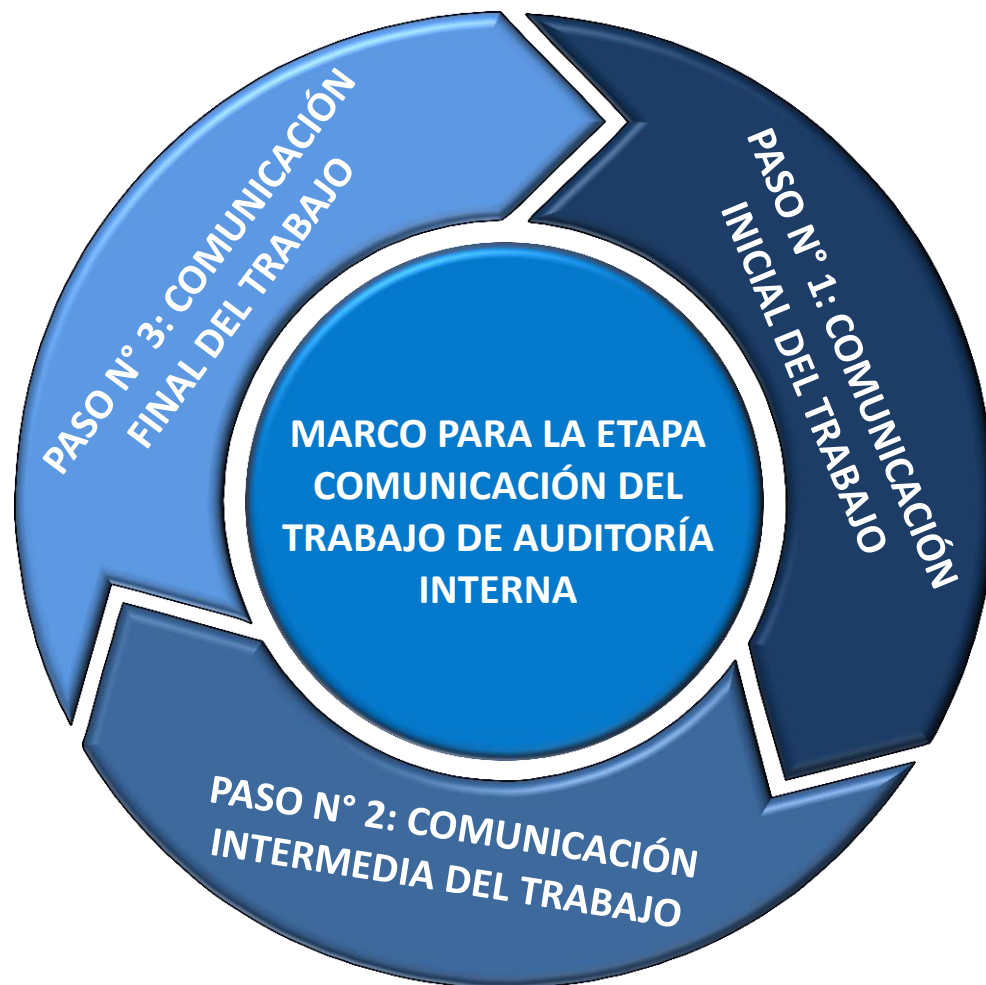 MARCO PARA LA ETAPA
COMUNICACIÓN DEL
TRABAJO DE AUDITORÍA
INTERNA
PASO N° 1: COMUNICACIÓN
INICIAL DEL TRABAJO
PASO N° 2: COMUNICACIÓN
INTERMEDIA DEL TRABAJO
PASO N° 3: COMUNICACIÓN
FINAL DEL TRABAJO